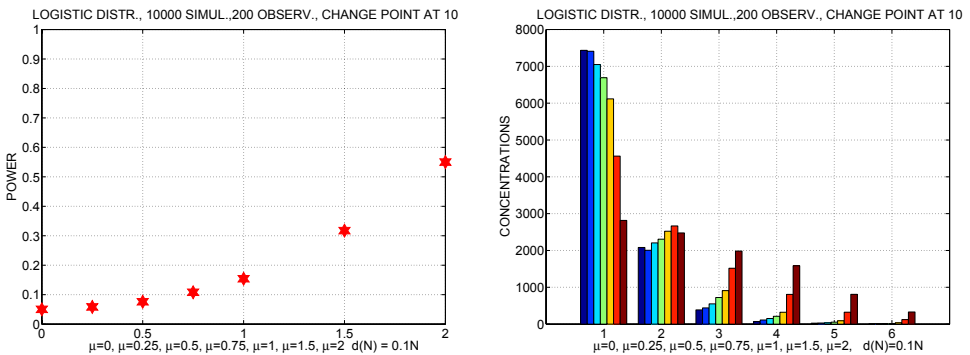 LOGISTIC DISTR., 10000 SIMUL.,200 OBSERV., CHANGE POINT AT 10
1
0.9
0.8
0.7
0.6
0.5
0.4
0.3
0.2
0.1
0
POWER
0 0.5 1 1.5 2
μ=0, μ=0.25, μ=0.5, μ=0.75, μ=1, μ=1.5, μ=2 d(N) = 0.1N
LOGISTIC DISTR., 10000 SIMUL.,200 OBSERV., CHANGE POINT AT 10
8000
7000
6000
5000
4000
3000
2000
1000
0
CONCENTRATIONS
1 2 3 4 5 6
μ=0, μ=0.25, μ=0.5, μ=0.75, μ=1, μ=1.5, μ=2, d(N)=0.1N